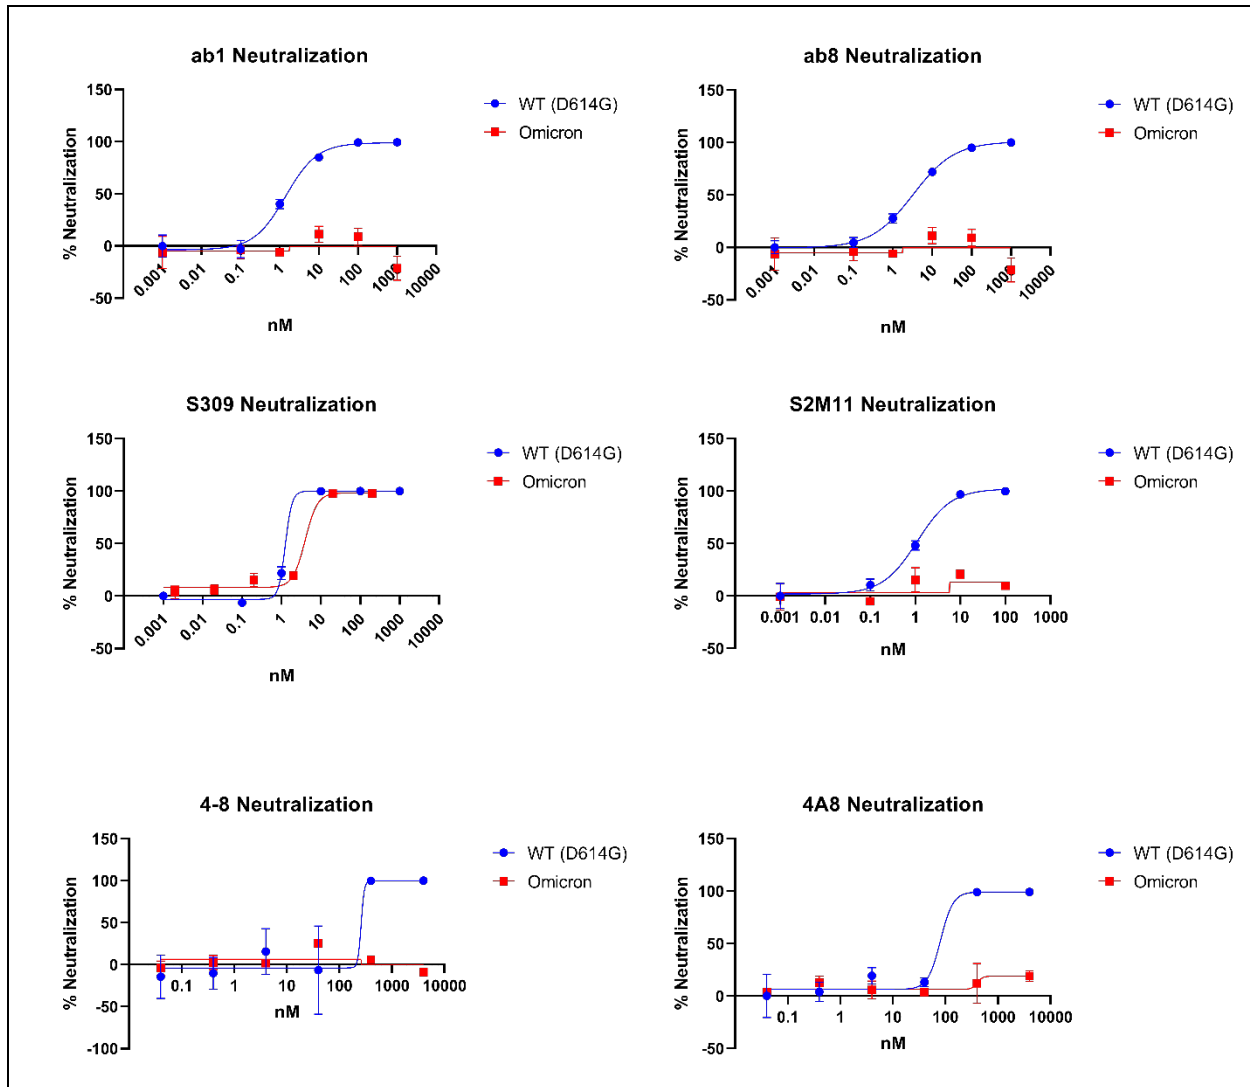 ab1 Neutralization
150
100
50
0
-50
% Neutralization
0.001
0.01
0.1
1
10
100
1000
10000
nM
WT (D614G)
Omicron
ab8 Neutralization
150
100
50
0
-50
% Neutralization
0.001
0.01
0.1
1
10
100
1000
10000
nM
WT (D614G)
Omicron
S309 Neutralization
150
100
50
0
-50
% Neutralization
0.001
0.01
0.1
1
10
100
1000
10000
nM
WT (D614G)
Omicron
S2M11 Neutralization
150
100
50
0
-50
% Neutralization
0.001
0.01
0.1
1
10
100
1000
nM
WT (D614G)
Omicron
4-8 Neutralization
150
100
50
0
-50
-100
% Neutralization
0.1
1
10
100
1000
10000
nM
WT (D614G)
Omicron
4A8 Neutralization
150
100
50
0
-50
% Neutralization
0.1
1
10
100
1000
10000
nM
WT (D614G)
Omicron